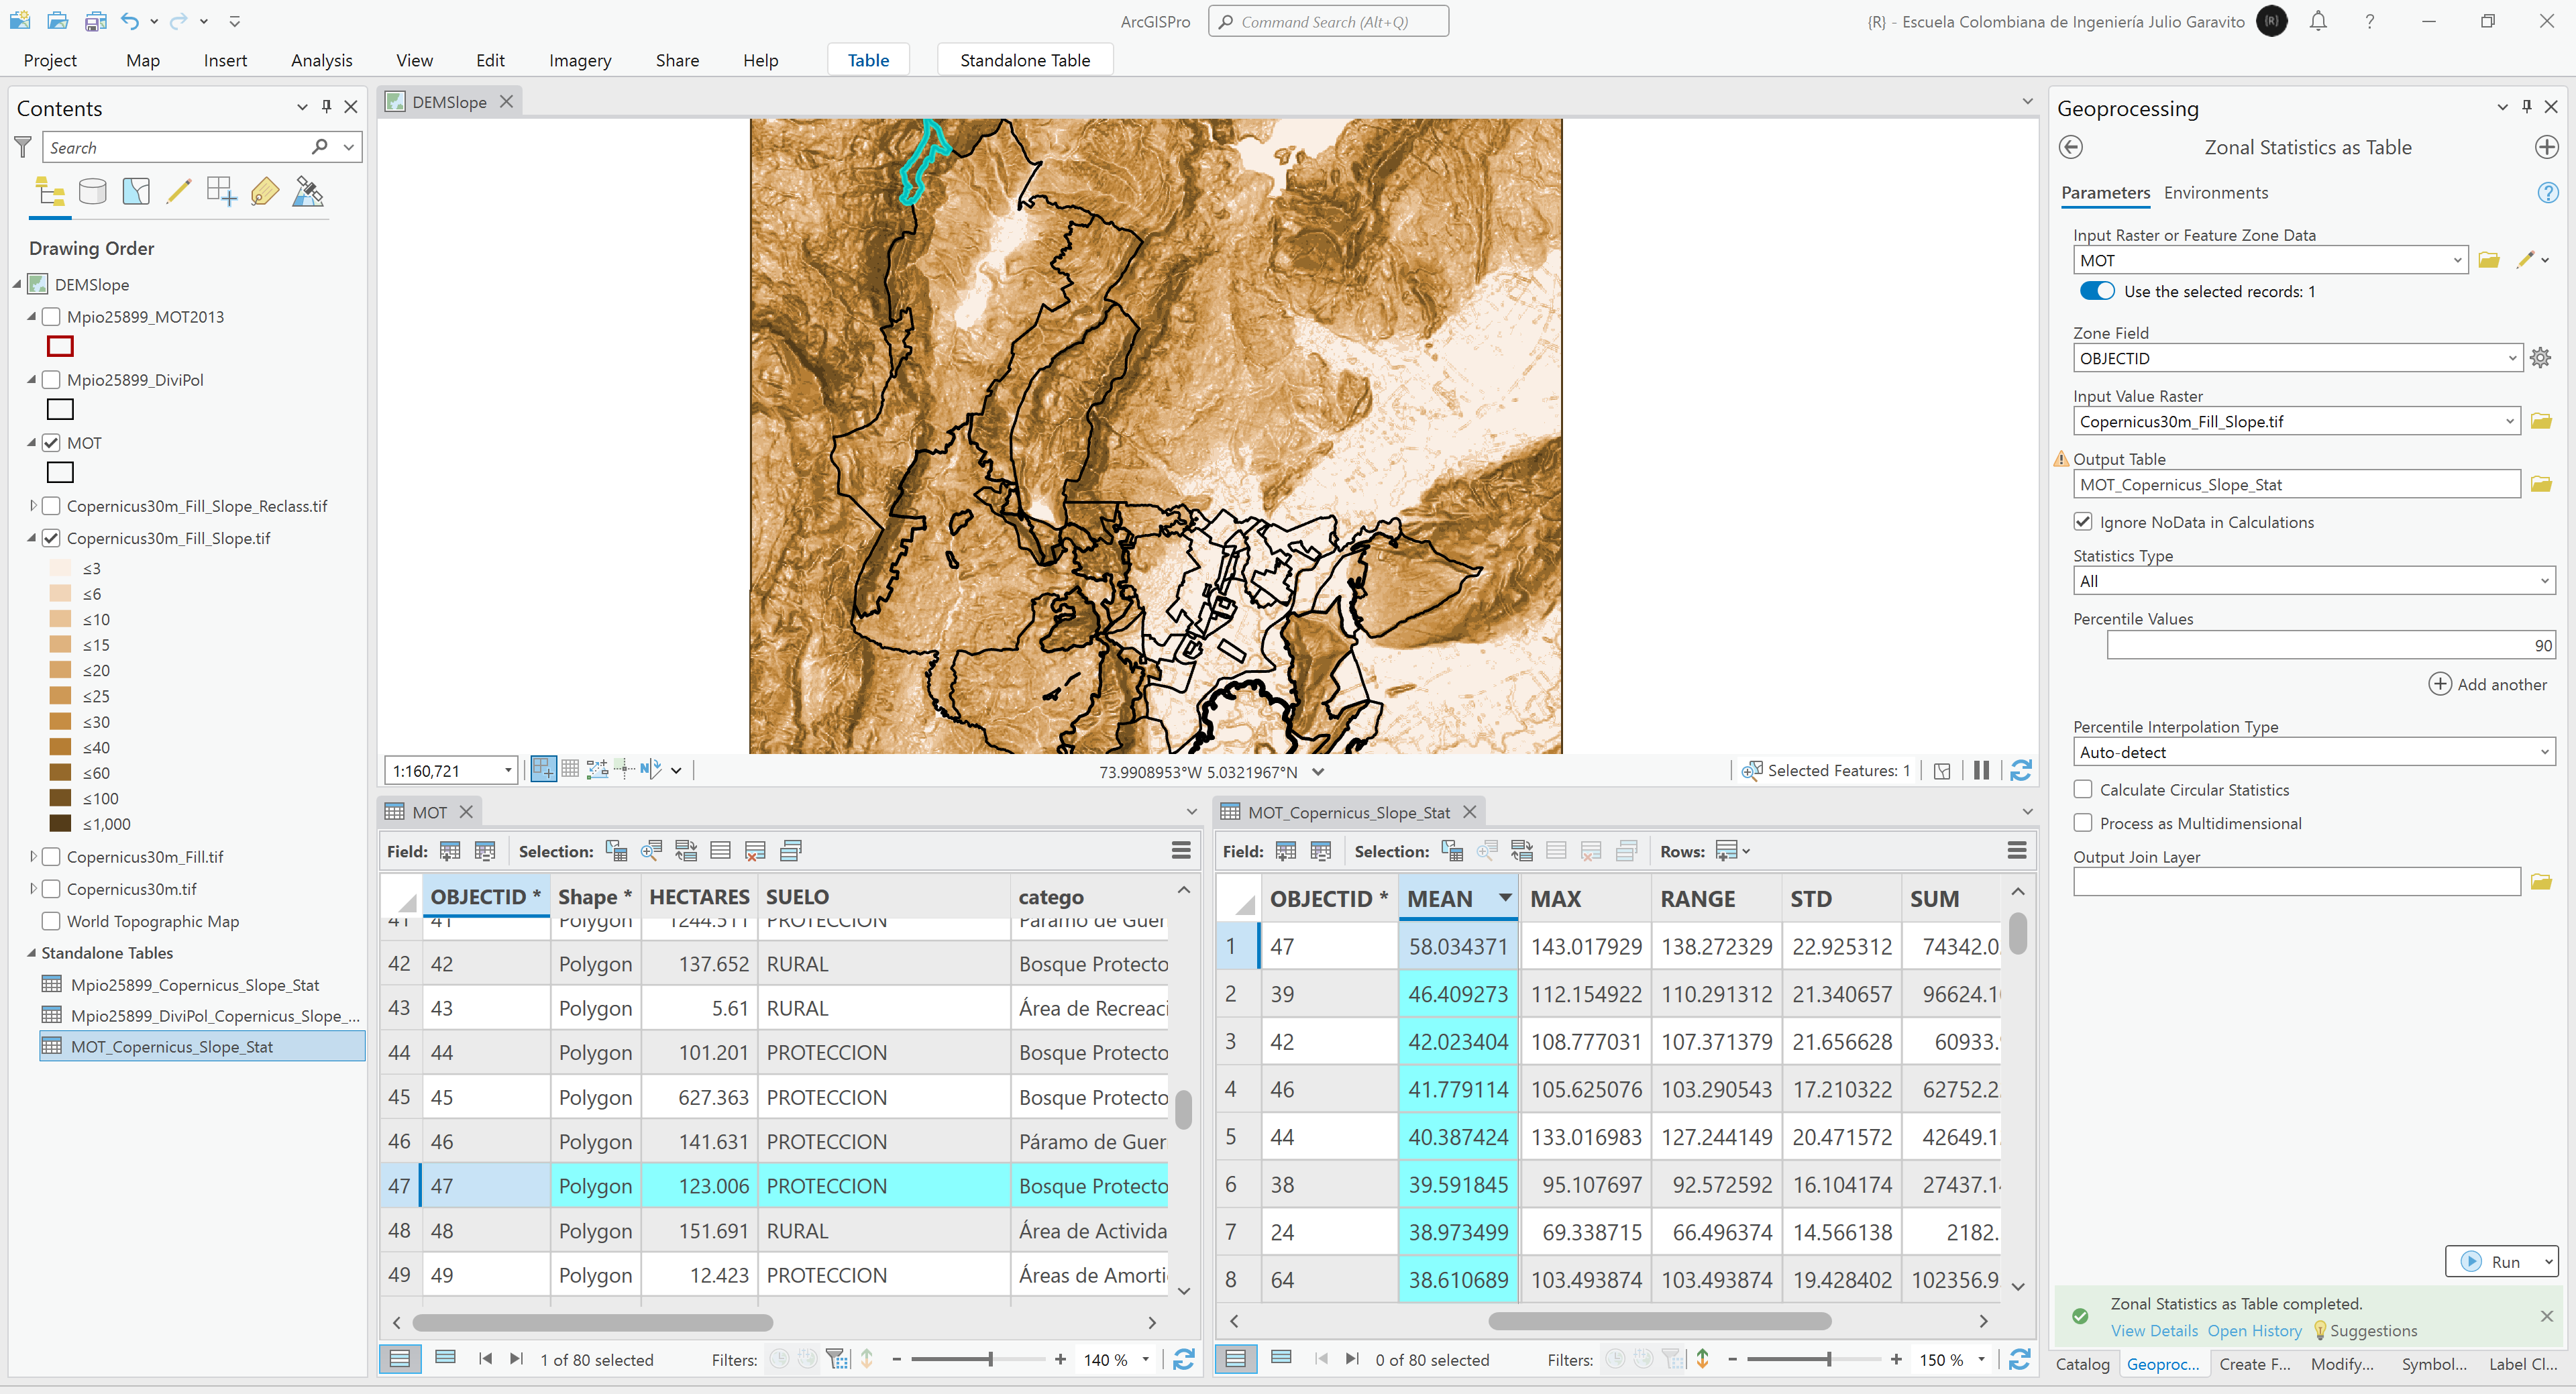 ArcGISPro
Command Search (Alt+Q)
{R} - Escuela Colombiana de Ingeniería Julio Garavito
{R}
?
Project Map Insert Analysis View Edit Imagery Share Help Table Standalone Table
Contents
Search
Drawing Order
DEMSlope
Mpio25899_MOT2013
Mpio25899_DiviPol
MOT
Copernicus30m_Fill_Slope_Reclass.tif
Copernicus30m_Fill_Slope.tif
≤3
≤6
≤10
≤15
≤20
≤25
≤30
≤40
≤60
≤100
≤1,000
Copernicus30m_Fill.tif
Copernicus30m.tif
World Topographic Map
Standalone Tables
Mpio25899_Copernicus_Slope_Stat
Mpio25899_DiviPol_Copernicus_Slope_...
MOT_Copernicus_Slope_Stat
DEMSlope
1:160,721
N
73.9908953°W 5.0321967°N
Selected Features: 1
MOT
Field: Selection:
OBJECTID * Shape * HECTARES SUELO catego
41 41 Polygon 1244.511 PROTECCION Páramo de Guer
42 42 Polygon 137.652 RURAL Bosque Protecto
43 43 Polygon 5.61 RURAL Área de Recreaci
44 44 Polygon 101.201 PROTECCION Bosque Protecto
45 45 Polygon 627.363 PROTECCION Bosque Protecto
46 46 Polygon 141.631 PROTECCION Páramo de Guer
47 47 Polygon 123.006 PROTECCION Bosque Protecto
48 48 Polygon 151.691 RURAL Área de Activida
49 49 Polygon 12.423 PROTECCION Áreas de Amorti
1 of 80 selected Filters: 140 %
MOT_Copernicus_Slope_Stat
Field: Selection: Rows:
OBJECTID * MEAN MAX RANGE STD SUM
1 47 58.034371 143.017929 138.272329 22.925312 74342.0
2 39 46.409273 112.154922 110.291312 21.340657 96624.1
3 42 42.023404 108.777031 107.371379 21.656628 60933.
4 46 41.779114 105.625076 103.290543 17.210322 62752.2
5 44 40.387424 133.016983 127.244149 20.471572 42649.1
6 38 39.591845 95.107697 92.572592 16.104174 27437.1
7 24 38.973499 69.338715 66.496374 14.566138 2182.
8 64 38.610689 103.493874 103.493874 19.428402 102356.9
0 of 80 selected Filters: 150 %
Geoprocessing
Zonal Statistics as Table
Parameters Environments
?
Input Raster or Feature Zone Data
MOT
Use the selected records: 1
Zone Field
OBJECTID
Input Value Raster
Copernicus30m_Fill_Slope.tif
Output Table
MOT_Copernicus_Slope_Stat
Ignore NoData in Calculations
Statistics Type
All
Percentile Values
90
Add another
Percentile Interpolation Type
Auto-detect
Calculate Circular Statistics
Process as Multidimensional
Output Join Layer
Run
Zonal Statistics as Table completed.
View Details Open History Suggestions
Catalog Geoproc... Create F... Modify... Symbol... Label Cl...